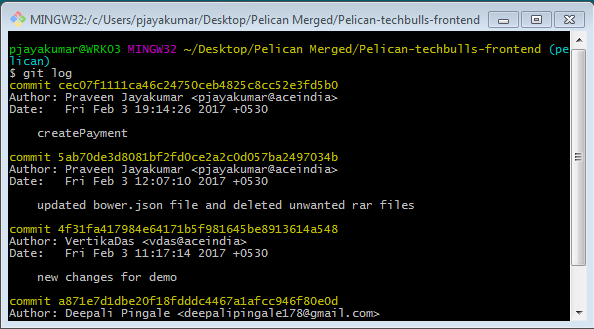 MINGW32:/c/Users/pjayakumar/Desktop/Pelican Merged/Pelican-techbulls-frontend
pjayakumar@WRKO3 MINGW32 ~/Desktop/Pelican Merged/Pelican-techbulls-frontend (pe
lican)
$ git log
commit cec07f1111ca46c24750ceb4825c8cc52e3fd5b0
Author: Praveen Jayakumar <pjayakumar@aceindia>
Date:   Fri Feb 3 19:14:26 2017 +0530
createPayment
commit 5ab70de3d8081bf2fd0ce2a2c0d057ba2497034b
Author: Praveen Jayakumar <pjayakumar@aceindia>
Date:   Fri Feb 3 12:07:10 2017 +0530
updated bower.json file and deleted unwanted rar files
commit 4f31fa417984e64171b5f981645be8913614a548
Author: VertikaDas <vdas@aceindia>
Date:   Fri Feb 3 11:17:14 2017 +0530
new changes for demo
commit a871e7d1dbe20f18fdddc4467a1afcc946f80e0d
Author: Deepali Pingale <deepalipingale178@gmail.com>